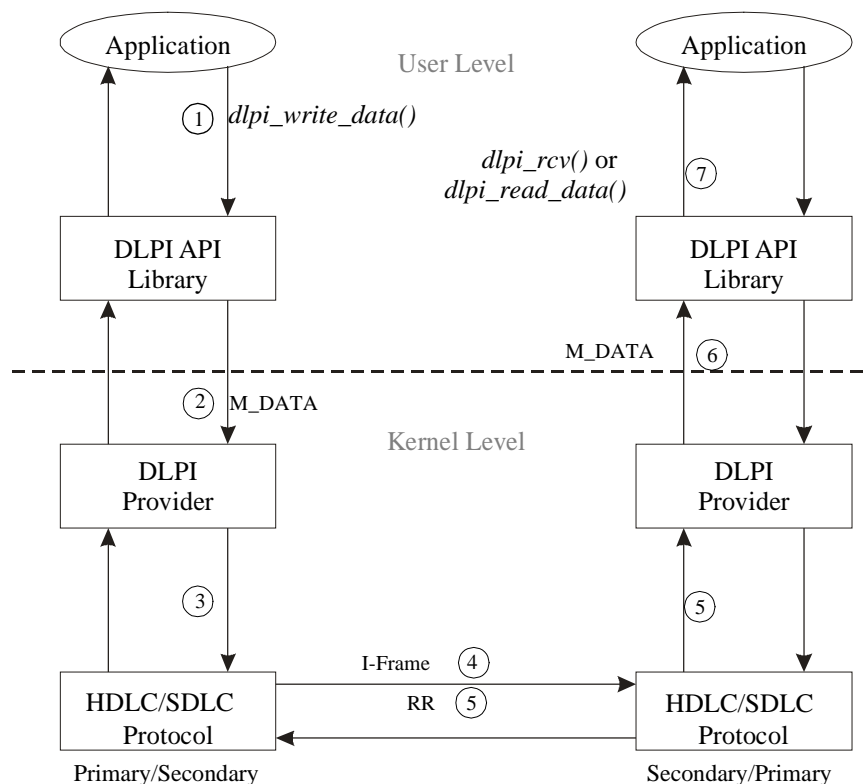 Application
Application
User Level
1 dlpi_write_data()
dlpi_rcv() or
dlpi_read_data()
7
DLPI API
Library
DLPI API
Library
M_DATA 6
2 M_DATA
Kernel Level
DLPI
Provider
DLPI
Provider
3
5
I-Frame 4
RR 5
HDLC/SDLC
Protocol
HDLC/SDLC
Protocol
Primary/Secondary
Secondary/Primary